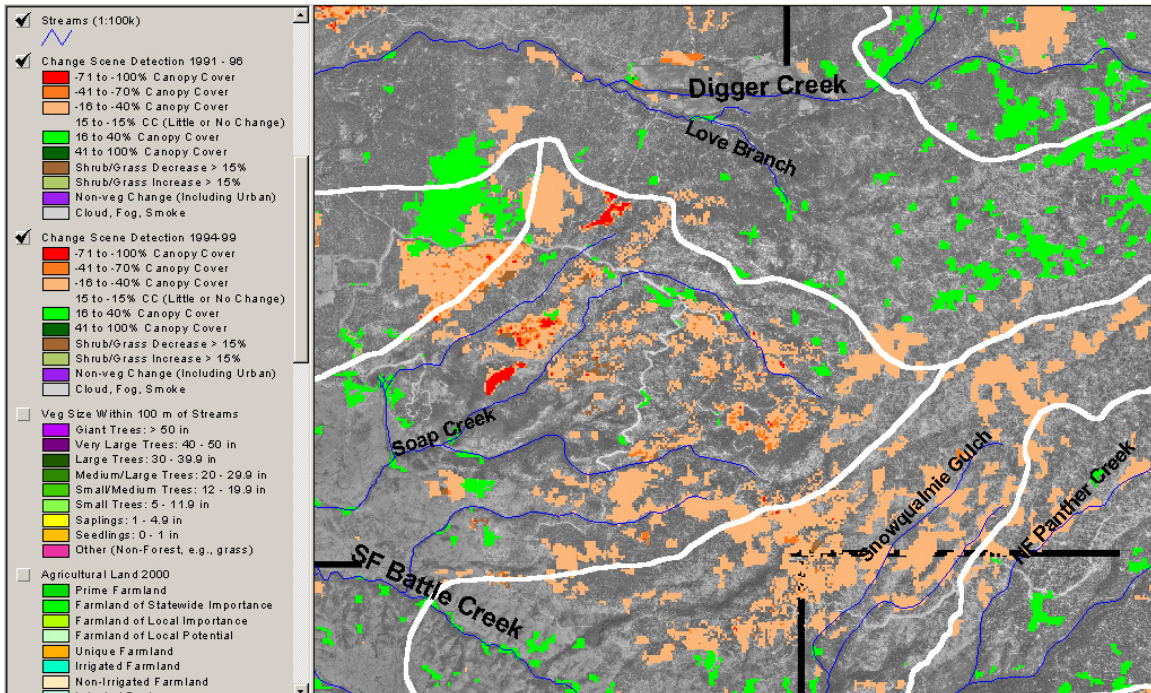 Streams (1:100k)
Change Scene Detection 1991 - 96
-71 to -100% Canopy Cover
-41 to -70% Canopy Cover
-16 to -40% Canopy Cover
15 to -15% CC (Little or No Change)
16 to 40% Canopy Cover
41 to 100% Canopy Cover
Shrub/Grass Decrease > 15%
Shrub/Grass Increase > 15%
Non-veg Change (Including Urban)
Cloud, Fog, Smoke
Change Scene Detection 1994-99
-71 to -100% Canopy Cover
-41 to -70% Canopy Cover
-16 to -40% Canopy Cover
15 to -15% CC (Little or No Change)
16 to 40% Canopy Cover
41 to 100% Canopy Cover
Shrub/Grass Decrease > 15%
Shrub/Grass Increase > 15%
Non-veg Change (Including Urban)
Cloud, Fog, Smoke
Veg Size Within 100 m of Streams
Giant Trees: > 50 in
Very Large Trees: 40 - 50 in
Large Trees: 30 - 39.9 in
Medium/Large Trees: 20 - 29.9 in
Small/Medium Trees: 12 - 19.9 in
Small Trees: 5 - 11.9 in
Saplings: 1 - 4.9 in
Seedlings: 0 - 1 in
Other (Non-Forest, e.g., grass)
Agricultural Land 2000
Prime Farmland
Farmland of Statewide Importance
Farmland of Local Importance
Farmland of Local Potential
Unique Farmland
Irrigated Farmland
Non-Irrigated Farmland
Digger Creek
Love Branch
Soap Creek
Snowqualmie Gulch
NF Panther Creek
SF Battle Creek